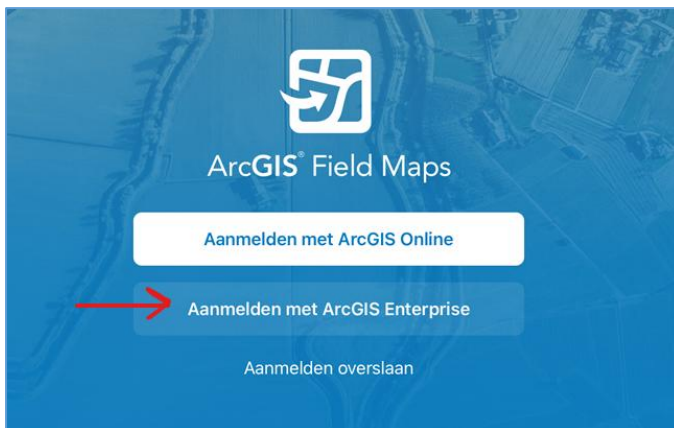 ArcGIS® Field Maps
Aanmelden met ArcGIS Online
Aanmelden met ArcGIS Enterprise
Aanmelden overslaan